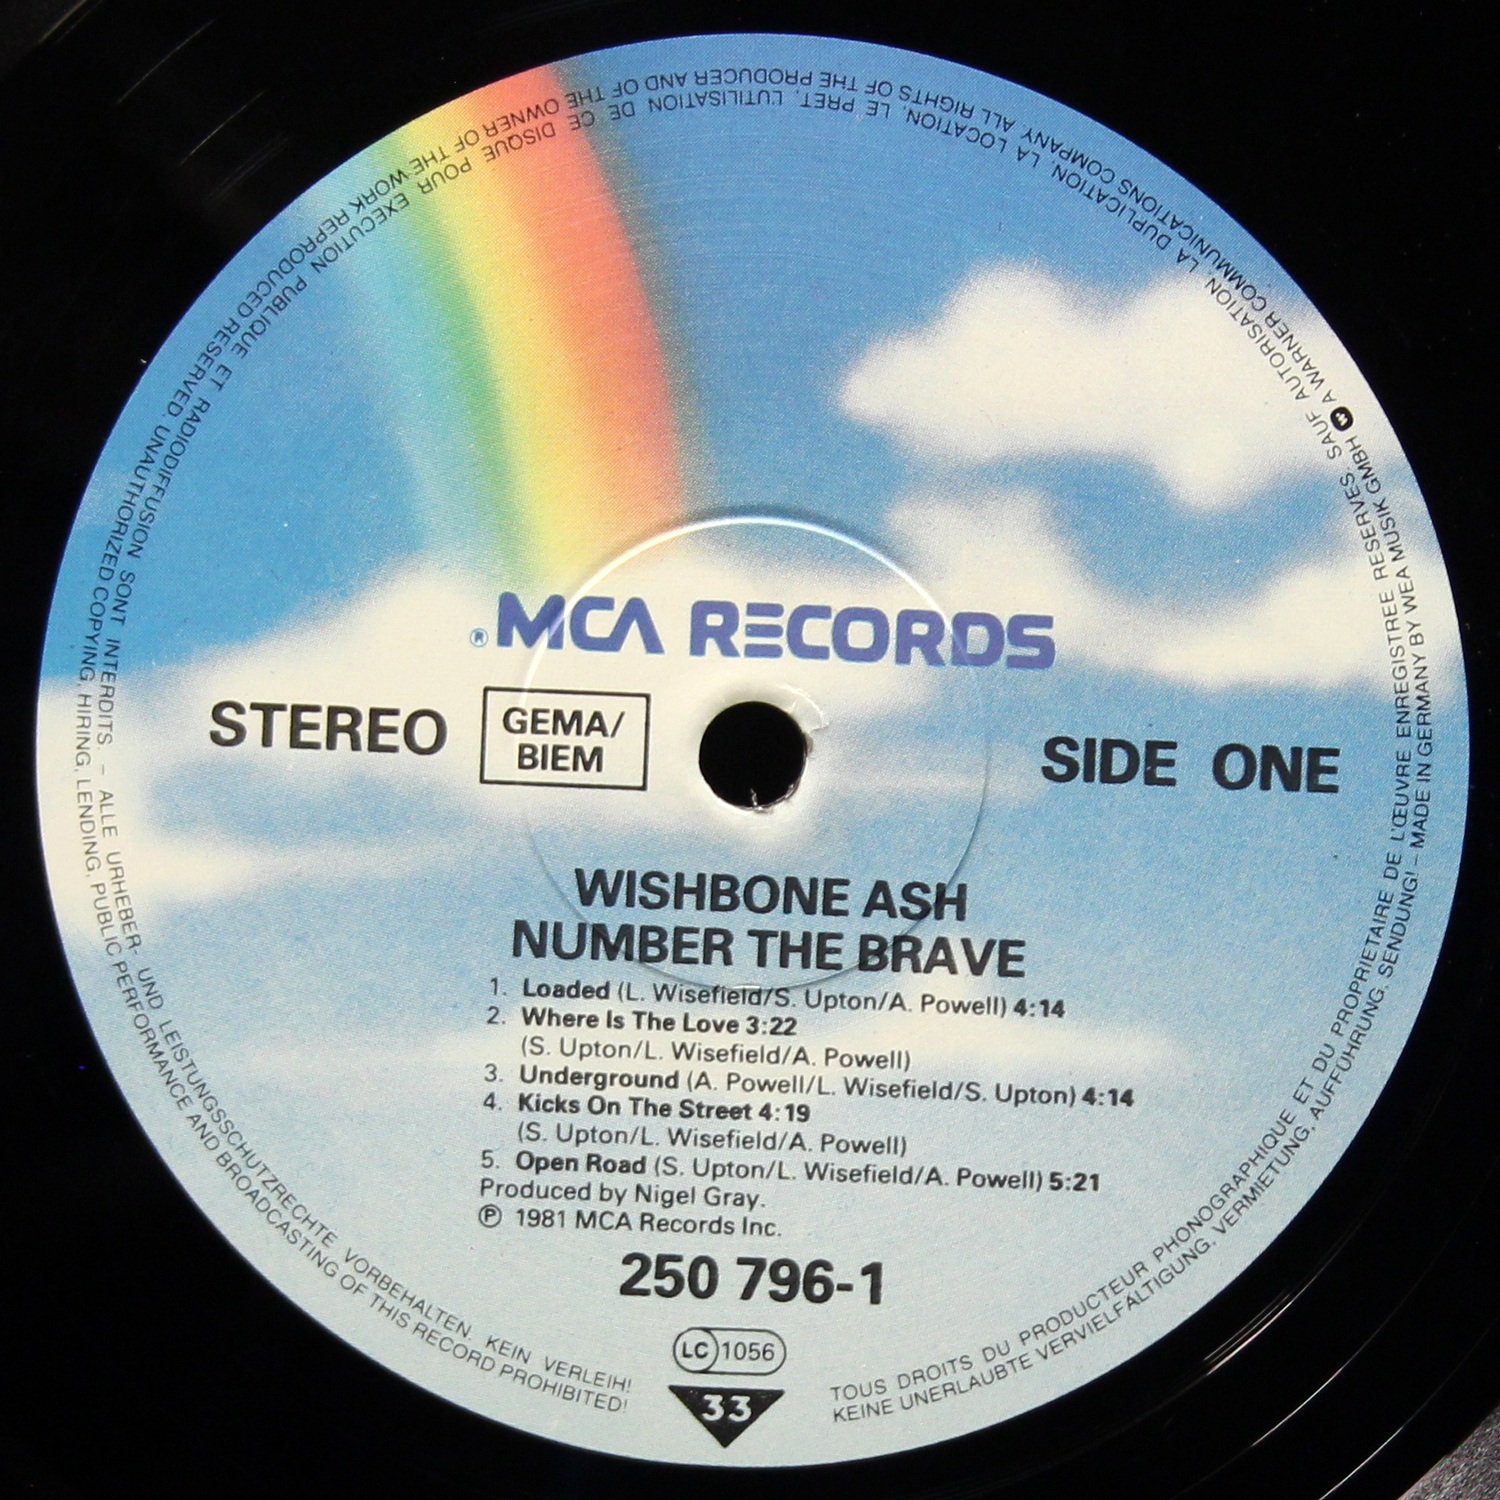 ® MCA RECORDS
STEREO
GEMA/
BIEM
SIDE ONE
WISHBONE ASH
NUMBER THE BRAVE
1. Loaded (L. Wisefield/S. Upton/A. Powell) 4:14
2. Where Is The Love 3:22
(S. Upton/L. Wisefield/A. Powell)
3. Underground (A. Powell/L. Wisefield/S. Upton) 4:14
4. Kicks On The Street 4:19
(S. Upton/L. Wisefield/A. Powell)
5. Open Road (S. Upton/L. Wisefield/A. Powell) 5:21
Produced by Nigel Gray.
℗ 1981 MCA Records Inc.
250 796-1
LC 1056
33
TOUS DROITS DU PRODUCTEUR PHONOGRAPHIQUE ET DU PROPRIETAIRE DE L'ŒUVRE ENREGISTREE RESERVES. SAUF AUTORISATION, LA DUPLICATION, LA LOCATION, LE PRET, L'UTILISATION DE CE DISQUE POUR EXECUTION PUBLIQUE ET RADIODIFFUSION SONT INTERDITS. – ALLE URHEBER- UND LEISTUNGSSCHUTZRECHTE VORBEHALTEN. KEIN VERLEIH!
KEINE UNERLAUBTE VERVIELFÄLTIGUNG, VERMIETUNG, AUFFÜHRUNG, SENDUNG! – MADE IN GERMANY BY WEA MUSIK GMBH W A WARNER COMMUNICATIONS COMPANY. ALL RIGHTS OF THE PRODUCER AND OF THE OWNER OF THE WORK REPRODUCED RESERVED. UNAUTHORIZED COPYING, HIRING, LENDING, PUBLIC PERFORMANCE AND BROADCASTING OF THIS RECORD PROHIBITED!